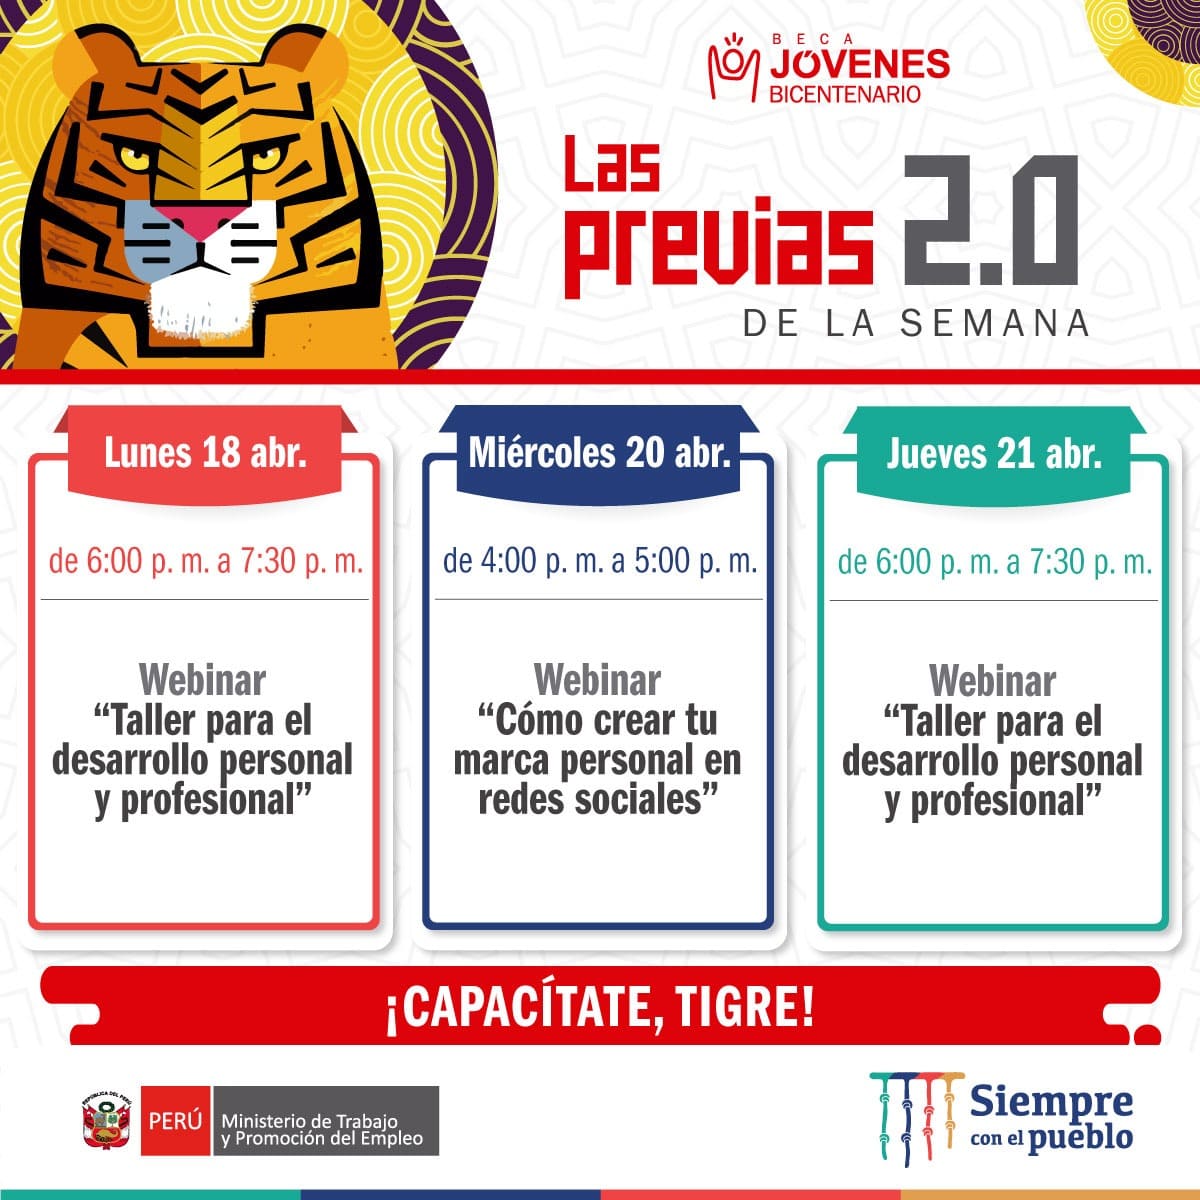 BECA
JÓVENES
BICENTENARIO
Las
previas 2.0
DE LA SEMANA
Lunes 18 abr.
de 6:00 p. m. a 7:30 p. m.
Webinar
“Taller para el
desarrollo personal
y profesional”
Miércoles 20 abr.
de 4:00 p. m. a 5:00 p. m.
Webinar
“Cómo crear tu
marca personal en
redes sociales”
Jueves 21 abr.
de 6:00 p. m. a 7:30 p. m.
Webinar
“Taller para el
desarrollo personal
y profesional”
¡CAPACÍTATE, TIGRE!
REPÚBLICA DEL PERÚ
PERÚ
Ministerio de Trabajo
y Promoción del Empleo
Siempre
con el pueblo